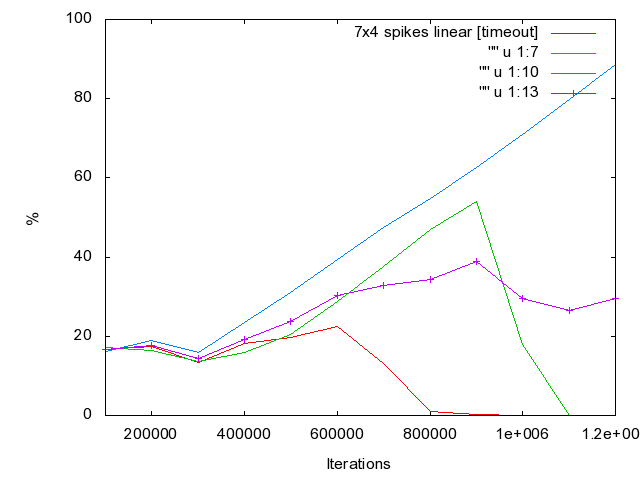 100
80
60
40
20
0
%
7x4 spikes linear [timeout]
"" u 1:7
"" u 1:10
"" u 1:13
200000 400000 600000 800000 1e+006 1.2e+00
Iterations